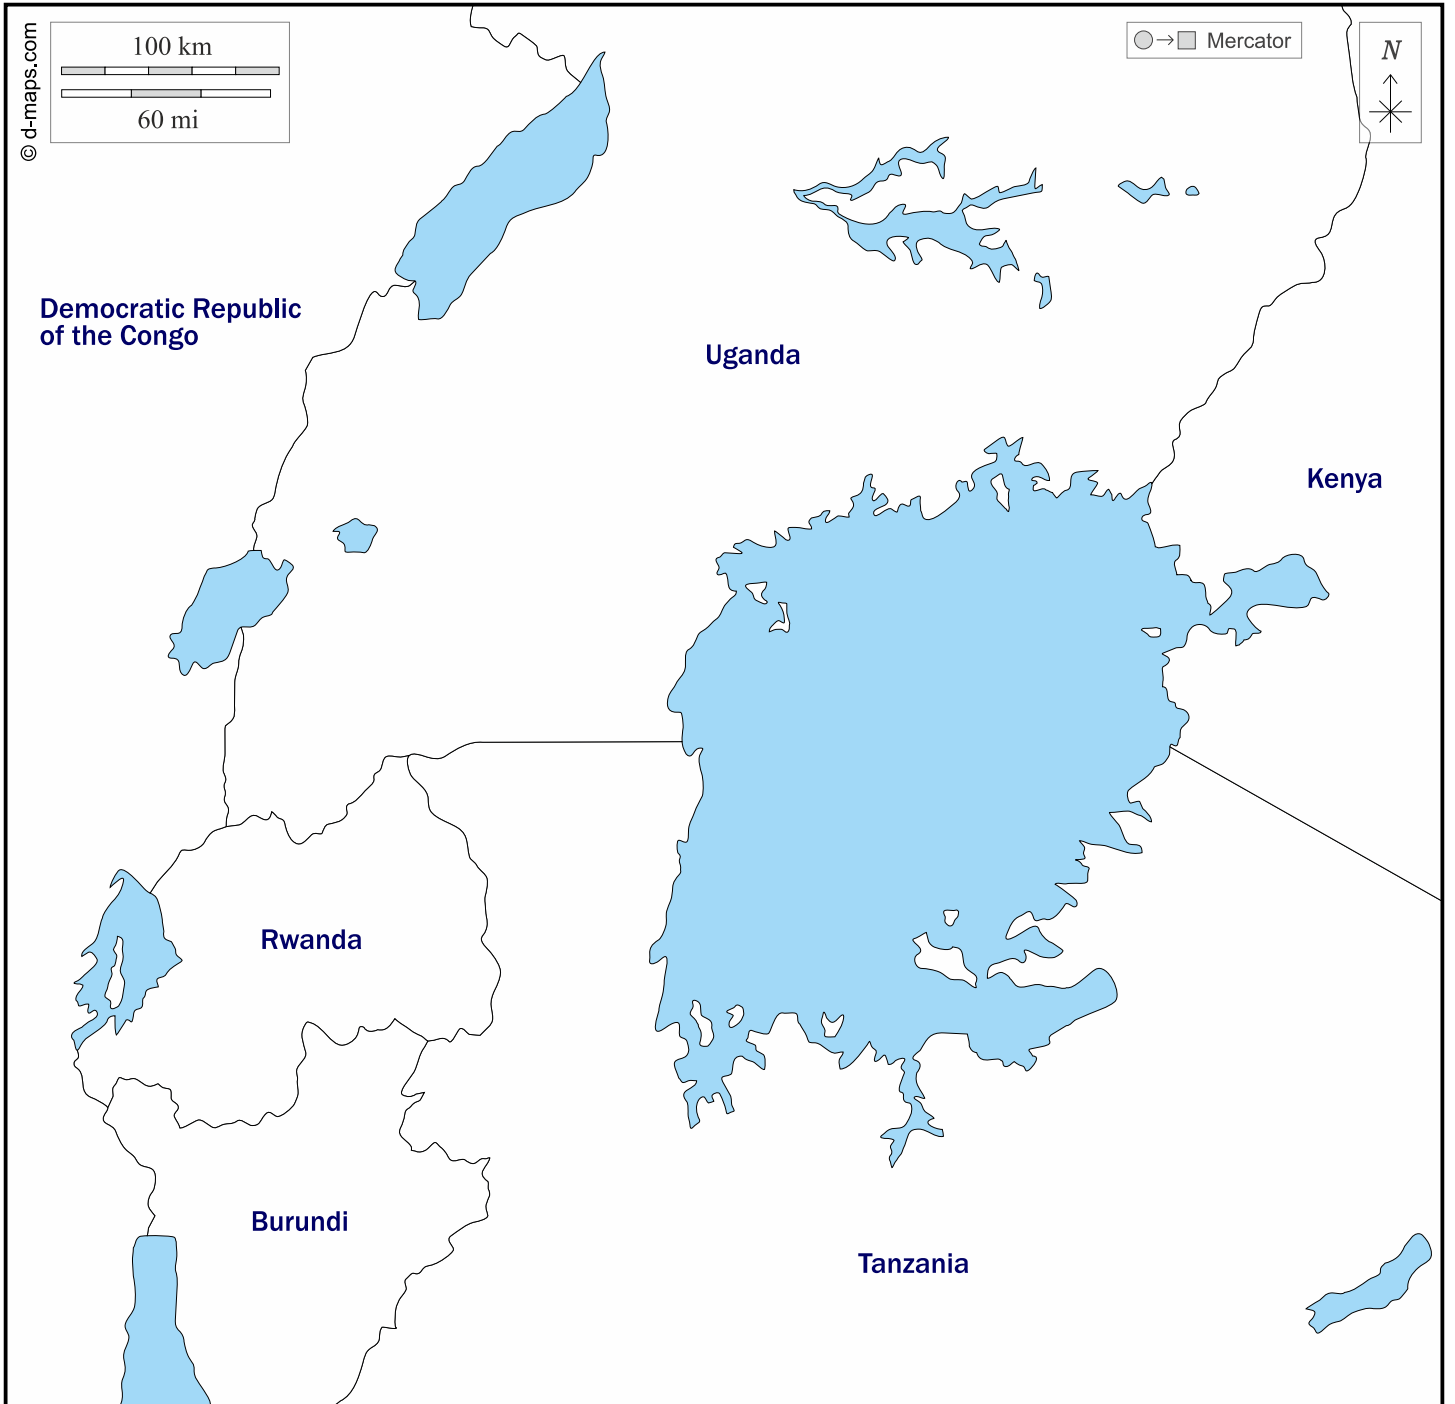 © d-maps.com
100 km
60 mi
Mercator
N
Democratic Republic
of the Congo
Uganda
Kenya
Rwanda
Burundi
Tanzania